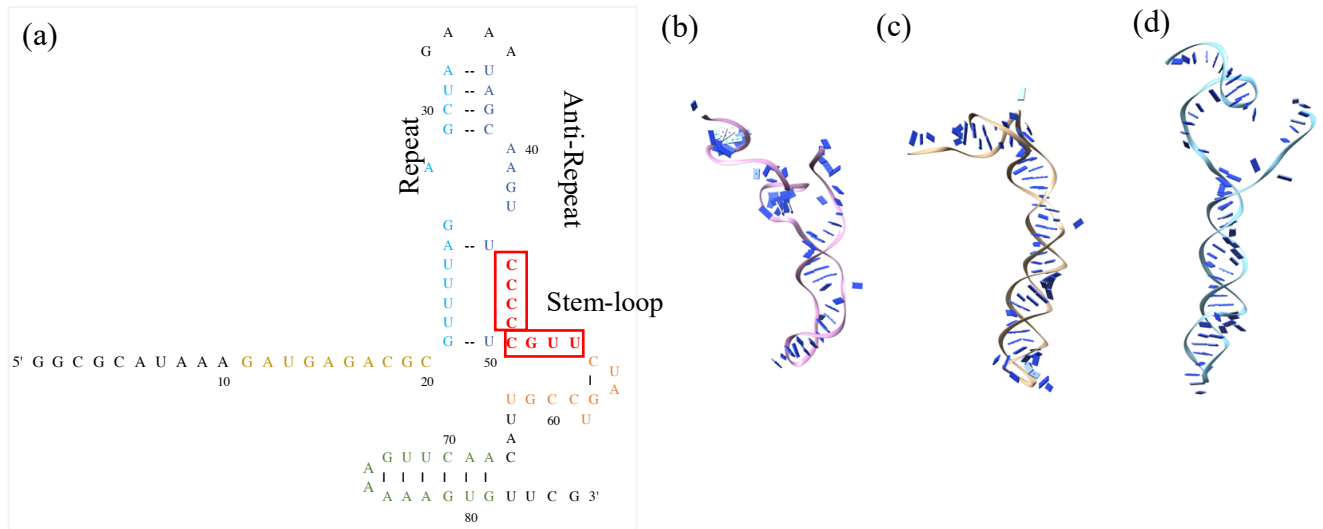 (a)
(b)
(c)
(d)
A A
G A
A -- U
U -- A
30 C -- G
G -- C
A 40
A A
G
U
G
A -- U
U C
U C
U C
U C
G -- U C G U U
Repeat
Anti-Repeat
Stem-loop
5' G G C G C A U A A A G A U G A G A C G C C U
10 20 50 A
U G C C G
U 60 U
A
70
G U U C A A C
A
A
A A A G U G U U C G 3'
80